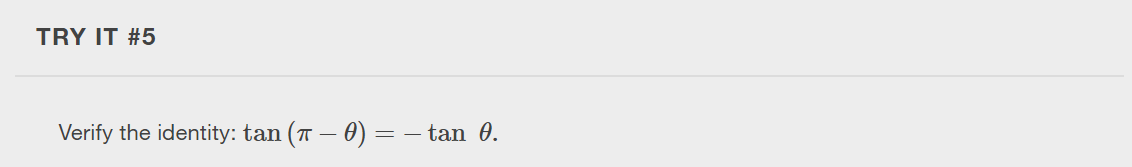 TRY IT #5
Verify the identity: tan (π − θ) = − tan θ.